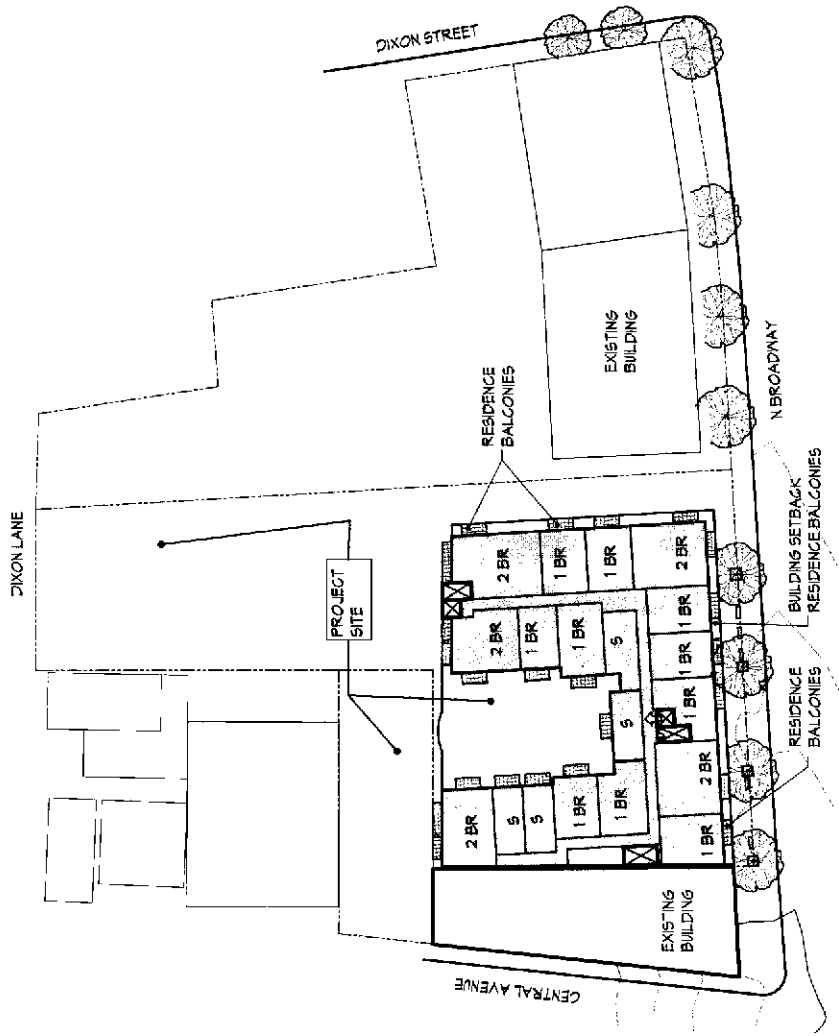 DIXON STREET
DIXON LANE
EXISTING
BUILDING
N BROADWAY
RESIDENCE
BALCONIES
PROJECT
SITE
2 BR
1 BR
1 BR
2 BR
2 BR
1 BR
1 BR
S
1 BR
1 BR
1 BR
S
2 BR
S
S
1 BR
1 BR
2 BR
1 BR
BUILDING SETBACK
RESIDENCE BALCONIES
RESIDENCE
BALCONIES
EXISTING
BUILDING
CENTRAL AVENUE